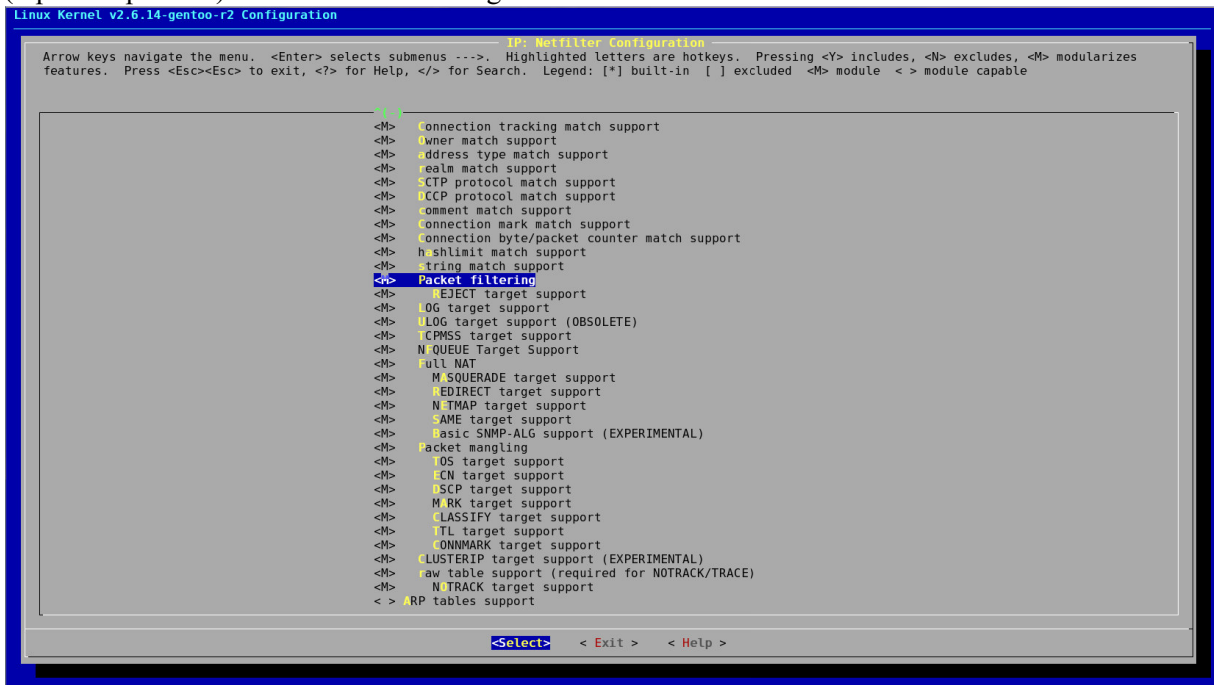 Linux Kernel v2.6.14-gentoo-r2 Configuration
IP: Netfilter Configuration
Arrow keys navigate the menu. <Enter> selects submenus --->. Highlighted letters are hotkeys. Pressing <Y> includes, <N> excludes, <M> modularizes
features. Press <Esc><Esc> to exit, <?> for Help, </> for Search. Legend: [*] built-in [ ] excluded <M> module < > module capable
^(-)
<M> Connection tracking match support
<M> Owner match support
<M> address type match support
<M> realm match support
<M> SCTP protocol match support
<M> DCCP protocol match support
<M> comment match support
<M> Connection mark match support
<M> Connection byte/packet counter match support
<M> hashlimit match support
<M> string match support
<M> Packet filtering
<M> REJECT target support
<M> LOG target support
<M> ULOG target support (OBSOLETE)
<M> TCPMSS target support
<M> NFQUEUE Target Support
<M> Full NAT
<M> MASQUERADE target support
<M> REDIRECT target support
<M> NETMAP target support
<M> SAME target support
<M> Basic SNMP-ALG support (EXPERIMENTAL)
<M> Packet mangling
<M> TOS target support
<M> ECN target support
<M> DSCP target support
<M> MARK target support
<M> CLASSIFY target support
<M> TTL target support
<M> CONNMARK target support
<M> CLUSTERIP target support (EXPERIMENTAL)
<M> raw table support (required for NOTRACK/TRACE)
<M> NOTRACK target support
< > ARP tables support
<Select> < Exit > < Help >